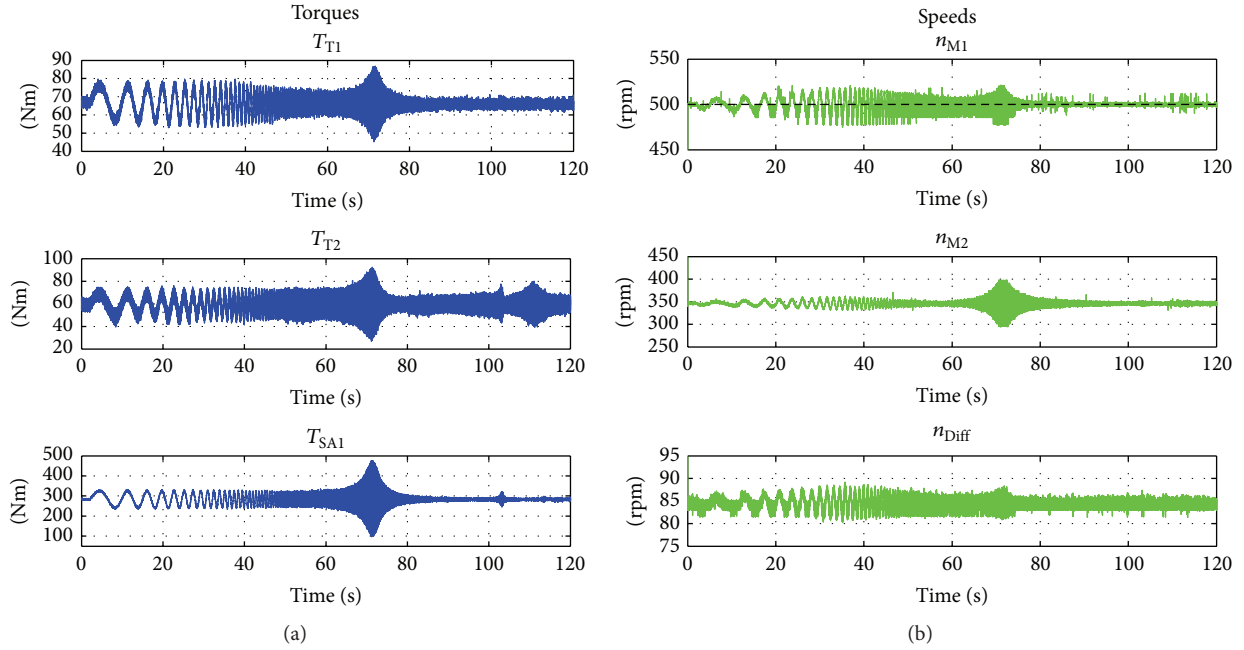 Torques
T_T1
90
80
70
60
50
40
(Nm)
0 20 40 60 80 100 120
Time (s)
T_T2
100
80
60
40
20
(Nm)
0 20 40 60 80 100 120
Time (s)
T_SA1
500
400
300
200
100
(Nm)
0 20 40 60 80 100 120
Time (s)
(a)
Speeds
n_M1
550
500
450
(rpm)
0 20 40 60 80 100 120
Time (s)
n_M2
450
400
350
300
250
(rpm)
0 20 40 60 80 100 120
Time (s)
n_Diff
95
90
85
80
75
(rpm)
0 20 40 60 80 100 120
Time (s)
(b)